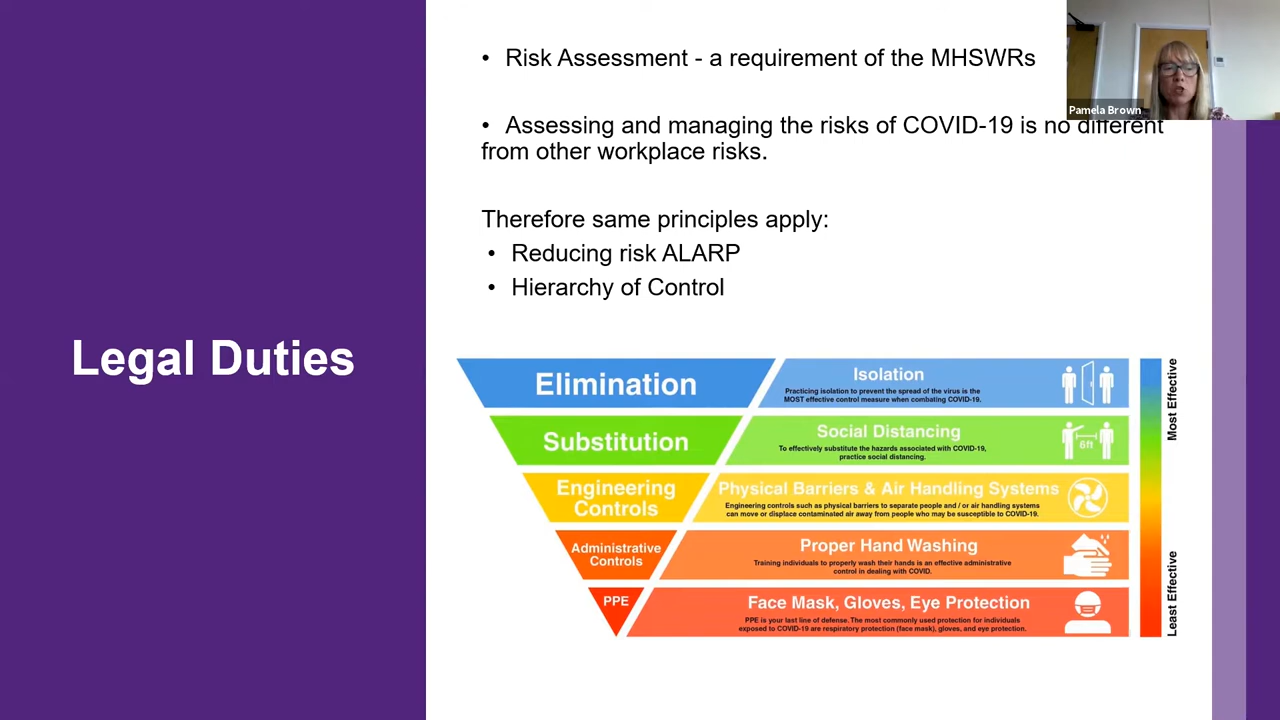 • Risk Assessment - a requirement of the MHSWRs
Pamela Brown
• Assessing and managing the risks of COVID-19 is no different
from other workplace risks.
Therefore same principles apply:
• Reducing risk ALARP
• Hierarchy of Control
Legal Duties
Elimination
Isolation
Practicing isolation to prevent the spread of the virus is the
MOST effective control measure when combating COVID-19.
Substitution
Social Distancing
To effectively substitute the hazards associated with COVID-19,
practice social distancing.
6ft
Engineering
Controls
Physical Barriers & Air Handling Systems
Engineering controls such as physical barriers to separate people and / or air handling systems
can move or displace contaminated air away from people who may be susceptible to COVID-19.
Administrative
Controls
Proper Hand Washing
Training individuals to properly wash their hands is an effective administrative
control in dealing with COVID.
PPE
Face Mask, Gloves, Eye Protection
PPE is your last line of defense. The most commonly used protection for individuals
exposed to COVID-19 are respiratory protection (face mask), gloves, and eye protection.
Most Effective
Least Effective